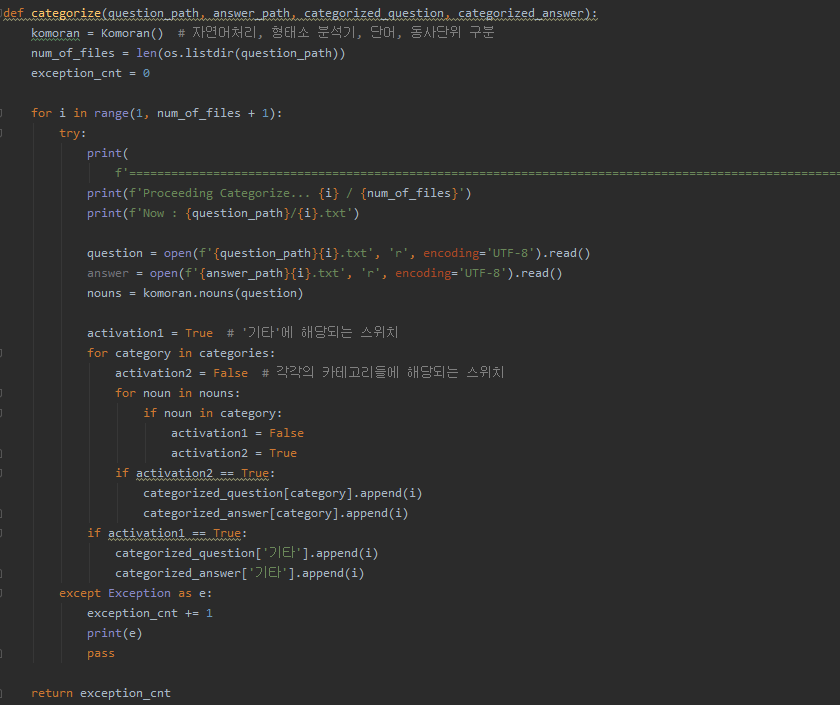 def categorize(question_path, answer_path, categorized_question, categorized_answer):
    komoran = Komoran()  # 자연어처리, 형태소 분석기, 단어, 동사단위 구분
    num_of_files = len(os.listdir(question_path))
    exception_cnt = 0
    for i in range(1, num_of_files + 1):
        try:
            print(
                f'=====================================================================================================
            print(f'Proceeding Categorize... {i} / {num_of_files}')
            print(f'Now : {question_path}/{i}.txt')
            question = open(f'{question_path}{i}.txt', 'r', encoding='UTF-8').read()
            answer = open(f'{answer_path}{i}.txt', 'r', encoding='UTF-8').read()
            nouns = komoran.nouns(question)
            activation1 = True  # '기타'에 해당되는 스위치
            for category in categories:
                activation2 = False  # 각각의 카테고리들에 해당되는 스위치
                for noun in nouns:
                    if noun in category:
                        activation1 = False
                        activation2 = True
                if activation2 == True:
                    categorized_question[category].append(i)
                    categorized_answer[category].append(i)
            if activation1 == True:
                categorized_question['기타'].append(i)
                categorized_answer['기타'].append(i)
        except Exception as e:
            exception_cnt += 1
            print(e)
            pass
    return exception_cnt